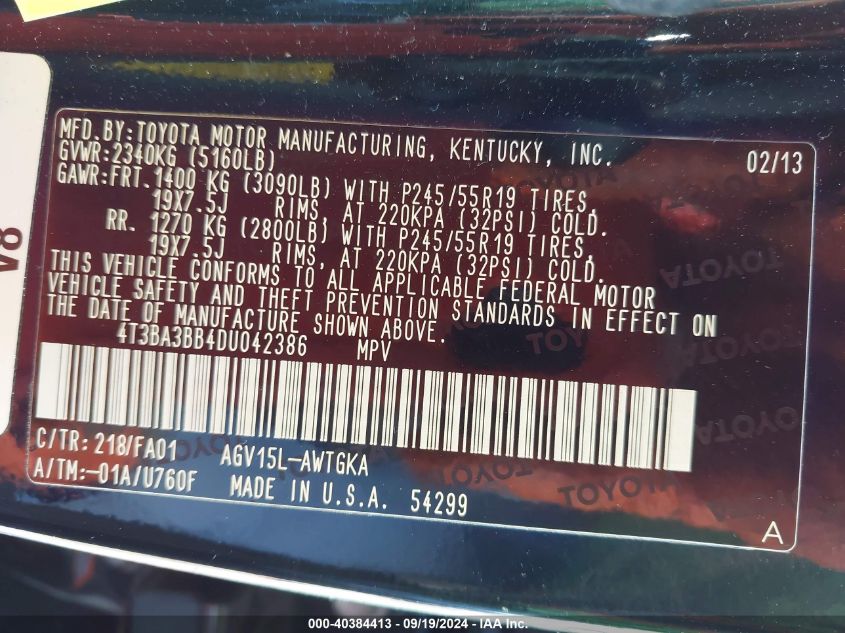 MFD.BY:TOYOTA MOTOR MANUFACTURING, KENTUCKY, INC. 02/13
GVWR:2340KG (5160LB)
GAWR:FRT.1400 KG (3090LB) WITH P245/55R19 TIRES,
19X7.5J RIMS, AT 220KPA (32PSI) COLD.
RR. 1270 KG (2800LB) WITH P245/55R19 TIRES,
19X7.5J RIMS, AT 220KPA (32PSI) COLD.
THIS VEHICLE CONFORMS TO ALL APPLICABLE FEDERAL MOTOR
VEHICLE SAFETY AND THEFT PREVENTION STANDARDS IN EFFECT ON
THE DATE OF MANUFACTURE SHOWN ABOVE.
4T3BA3BB4DU042386 MPV
C/TR:218/FA01 AGV15L-AWTGKA
A/TM:-01A/U760F MADE IN U.S.A. 54299
A
TOYOTA
TOYOTA
TOYOTA
000-40384413 - 09/19/2024 - IAA Inc.